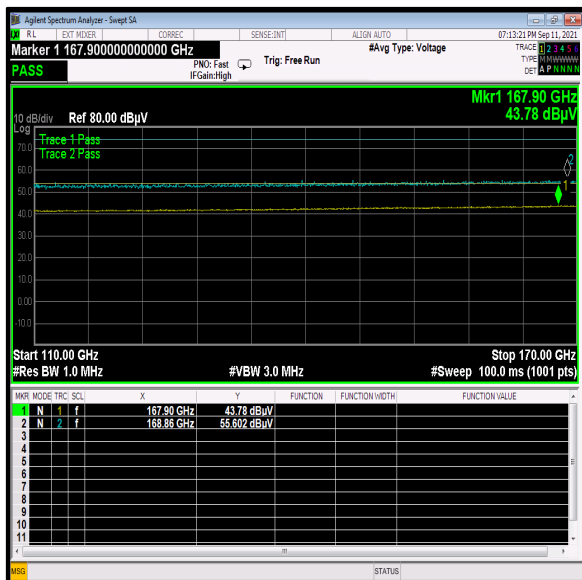 Agilent Spectrum Analyzer - Swept SA
RL EXT MIXER CORREC SENSE:INT ALIGN AUTO 07:13:21 PM Sep 11, 2021
Marker 1 167.900000000000 GHz
#Avg Type: Voltage
TRACE 1 2 3 4 5 6
TYPE MMWWWW
DET A P N N N N
PASS
PNO: Fast
IFGain:High
Trig: Free Run
Mkr1 167.90 GHz
43.78 dBµV
10 dB/div Ref 80.00 dBµV
Log
Trace 1 Pass
Trace 2 Pass
70.0
60.0
50.0
40.0
30.0
20.0
10.0
0.00
-10.0
2
1
Start 110.00 GHz Stop 170.00 GHz
#Res BW 1.0 MHz #VBW 3.0 MHz #Sweep 100.0 ms (1001 pts)
MKR MODE TRC SCL X Y FUNCTION FUNCTION WIDTH FUNCTION VALUE
1 N 1 f 167.90 GHz 43.78 dBµV
2 N 2 f 168.86 GHz 55.602 dBµV
3
4
5
6
7
8
9
10
11
MSG STATUS